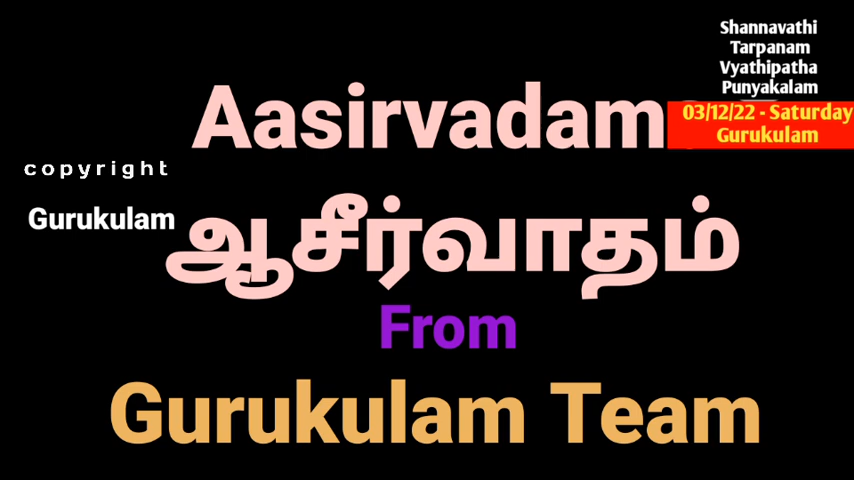 Shannavathi
Tarpanam
Vyathipatha
Punyakalam
03/12/22 - Saturday
Gurukulam
Aasirvadam
copyright
Gurukulam
ஆசீர்வாதம்
From
Gurukulam Team